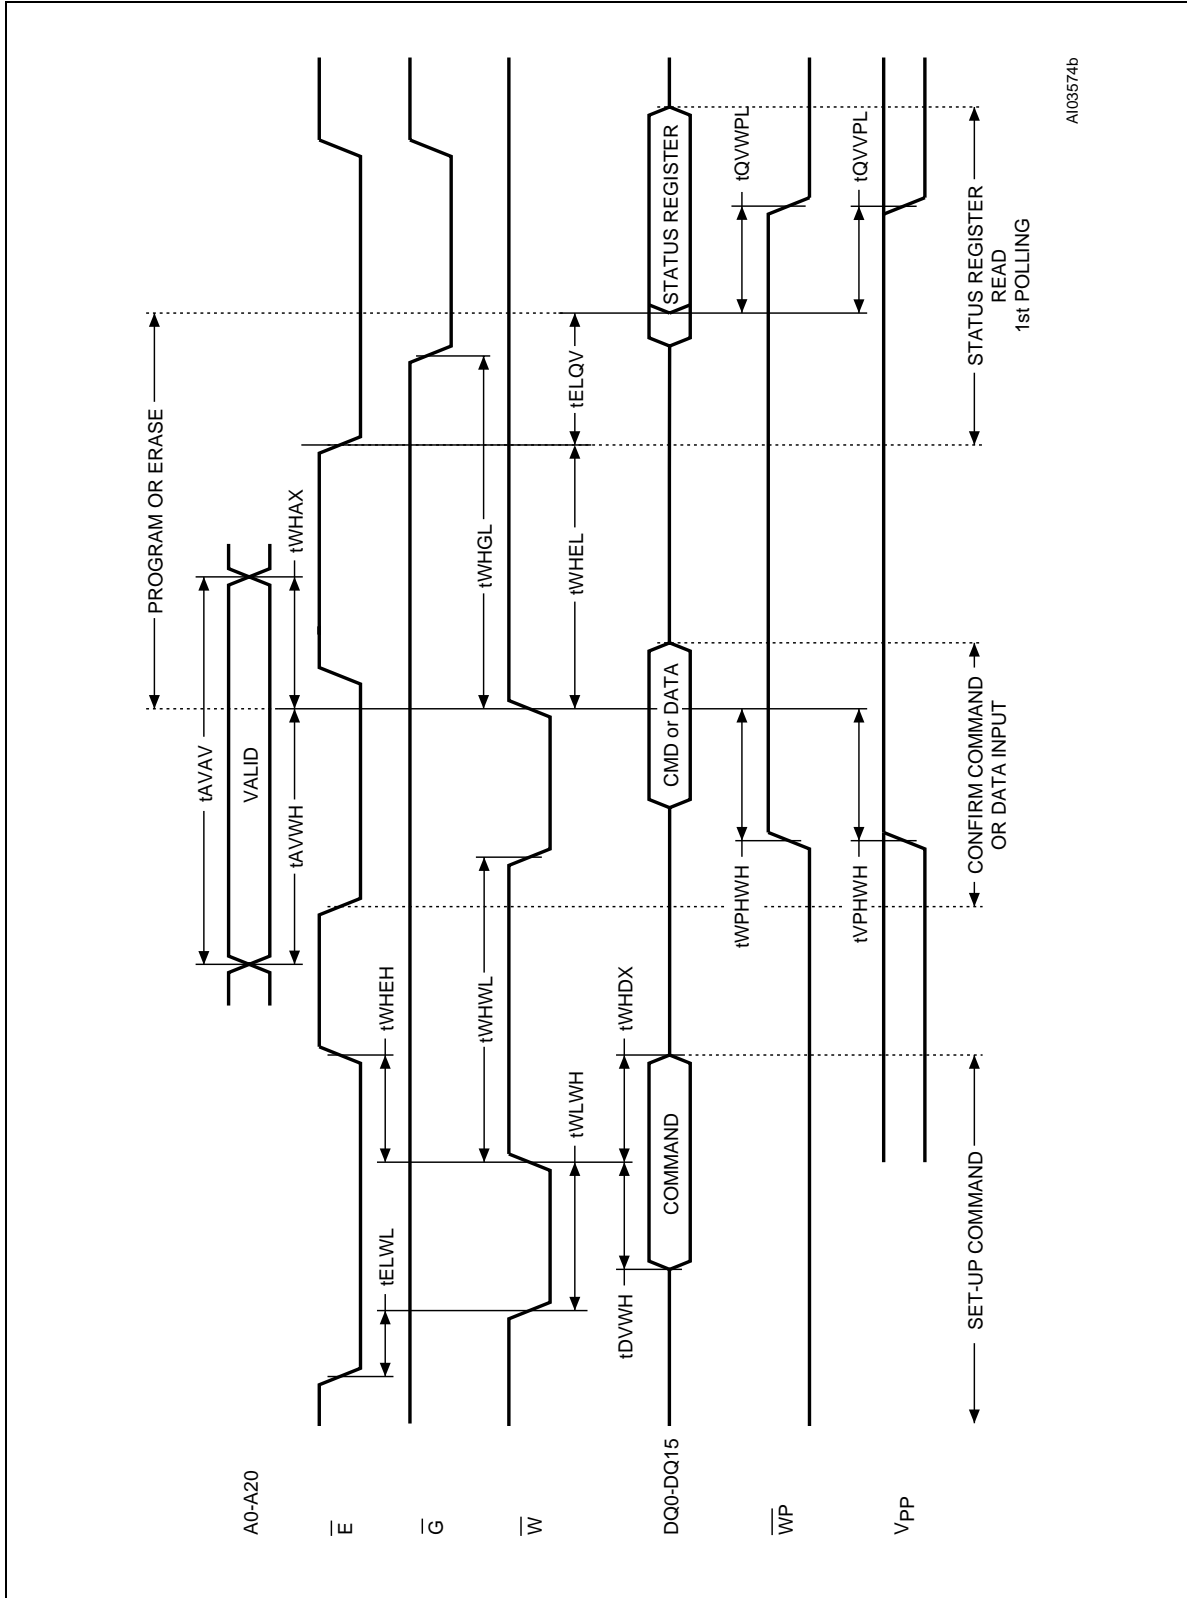 PROGRAM OR ERASE
tAVAV
A0-A20
VALID
tAVWH
tWHAX
E
tELWL
tWHEH
G
tWHWL
tWHGL
W
tWLWH
tWHEL
tELQV
tDVWH
tWHDX
DQ0-DQ15
COMMAND
CMD or DATA
STATUS REGISTER
tWPHWH
tQVWPL
WP
tVPHWH
tQVVPL
VPP
SET-UP COMMAND
CONFIRM COMMAND
OR DATA INPUT
STATUS REGISTER
READ
1st POLLING
AI03574b